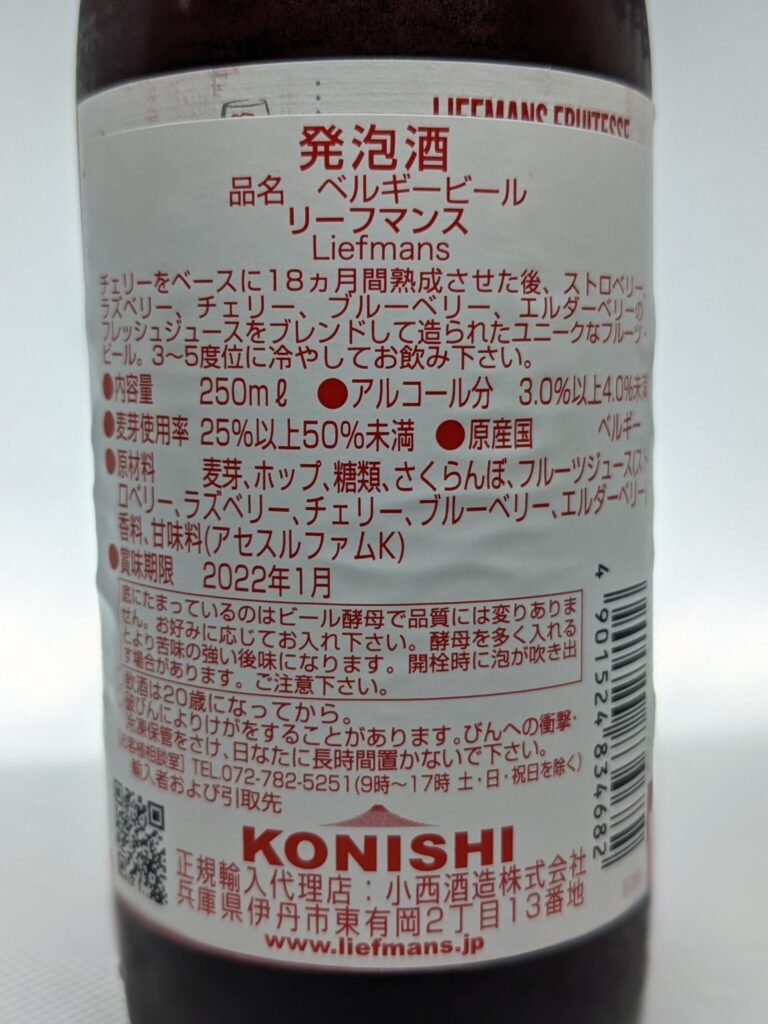 LIEFMANS FRUITESSE
発泡酒
品名　ベルギービール
リーフマンス
Liefmans
チェリーをベースに18ヵ月間熟成させた後、ストロベリー、
ラズベリー、チェリー、ブルーベリー、エルダーベリーの
フレッシュジュースをブレンドして造られたユニークなフルーツ・
ビール。3〜5度位に冷やしてお飲み下さい。
●内容量　250mℓ　●アルコール分　3.0%以上4.0%未満
●麦芽使用率 25%以上50%未満　●原産国　ベルギー
●原材料　麦芽、ホップ、糖類、さくらんぼ、フルーツジュース(スト
ロベリー、ラズベリー、チェリー、ブルーベリー、エルダーベリー)
香料、甘味料(アセスルファムK)
●賞味期限　2022年1月
底にたまっているのはビール酵母で品質には変りありま
せん。お好みに応じてお入れ下さい。酵母を多く入れる
とより苦味の強い後味になります。開栓時に泡が吹き出
す場合があります。ご注意下さい。
飲酒は20歳になってから。
破びんによりけがをすることがあります。びんへの衝撃・
冷凍保管をさけ、日なたに長時間置かないで下さい。
[お客様相談室] TEL.072-782-5251(9時〜17時 土・日・祝日を除く)
輸入者および引取先
KONISHI
正規輸入代理店：小西酒造株式会社
兵庫県伊丹市東有岡2丁目13番地
www.liefmans.jp
4 901524 834682